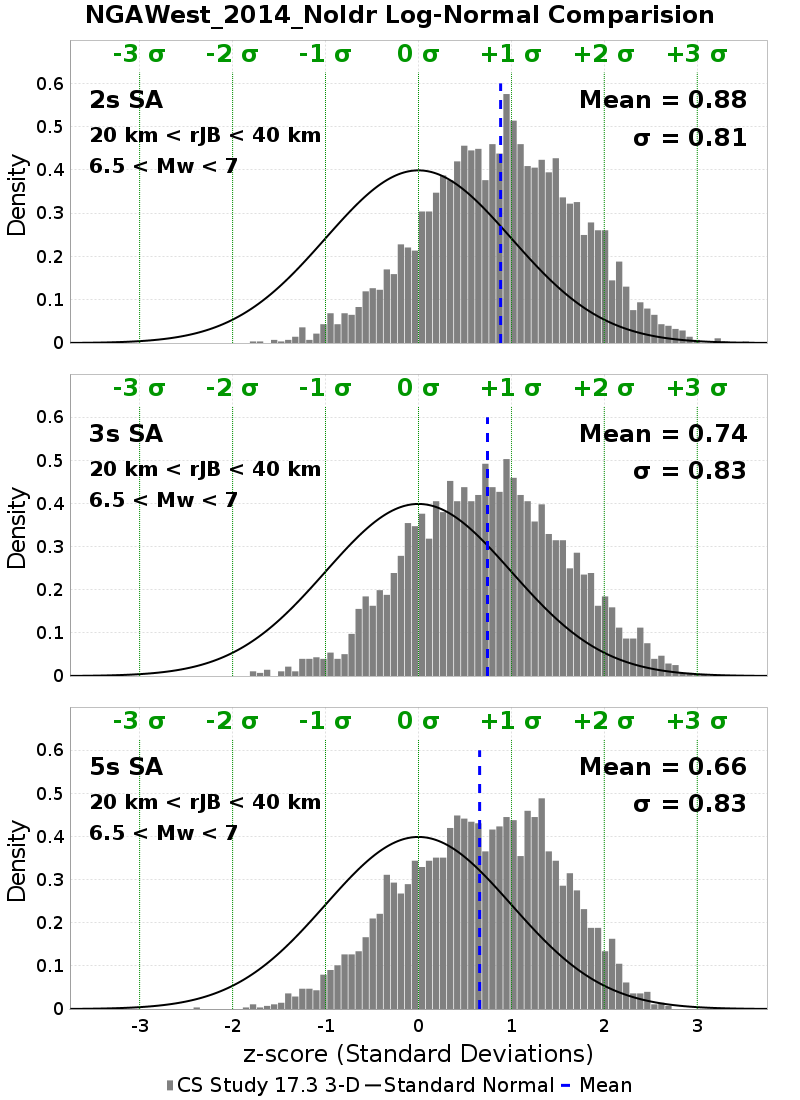 NGAWest_2014_NoIdr Log-Normal Comparision
-3 σ -2 σ -1 σ 0 σ +1 σ +2 σ +3 σ
0.6
2s SA Mean = 0.88
0.5
20 km < rJB < 40 km σ = 0.81
6.5 < Mw < 7
0.4
Density
0.3
0.2
0.1
0
-3 σ -2 σ -1 σ 0 σ +1 σ +2 σ +3 σ
0.6
3s SA Mean = 0.74
0.5
20 km < rJB < 40 km σ = 0.83
6.5 < Mw < 7
0.4
Density
0.3
0.2
0.1
0
-3 σ -2 σ -1 σ 0 σ +1 σ +2 σ +3 σ
0.6
5s SA Mean = 0.66
0.5
20 km < rJB < 40 km σ = 0.83
6.5 < Mw < 7
0.4
Density
0.3
0.2
0.1
0
-3 -2 -1 0 1 2 3
z-score (Standard Deviations)
CS Study 17.3 3-D Standard Normal Mean